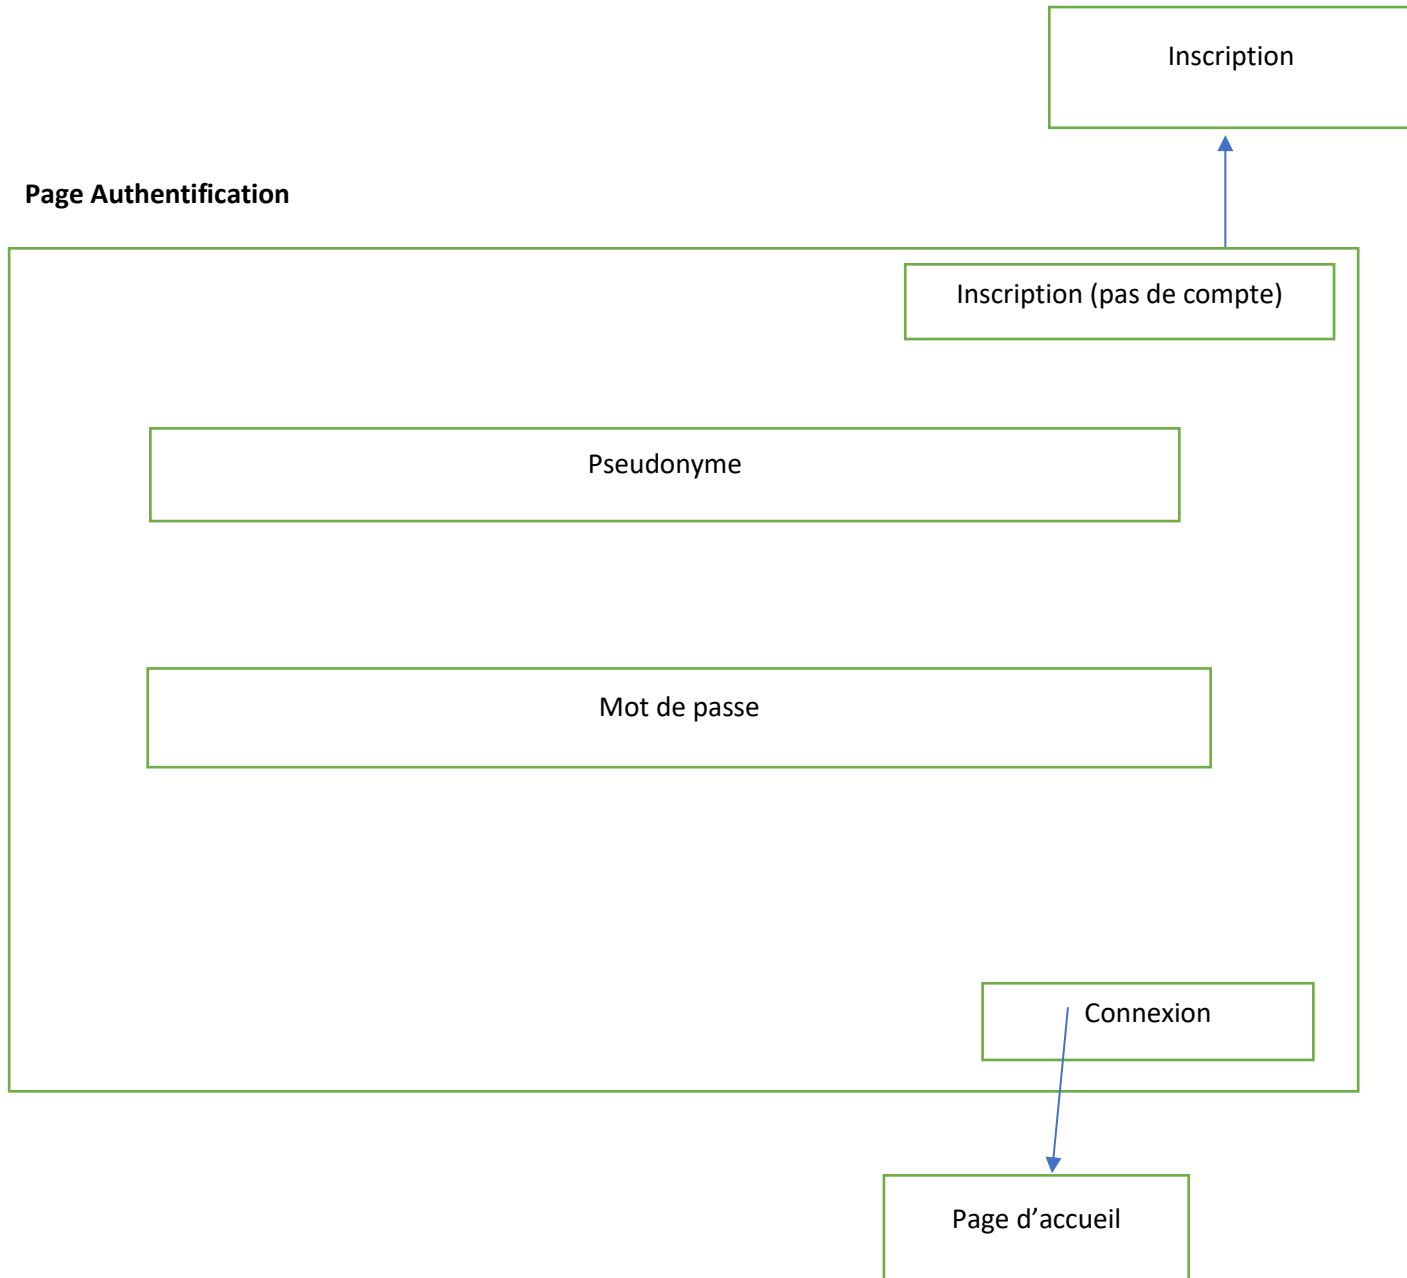 Inscription
Page Authentification
Inscription (pas de compte)
Pseudonyme
Mot de passe
Connexion
Page d’accueil